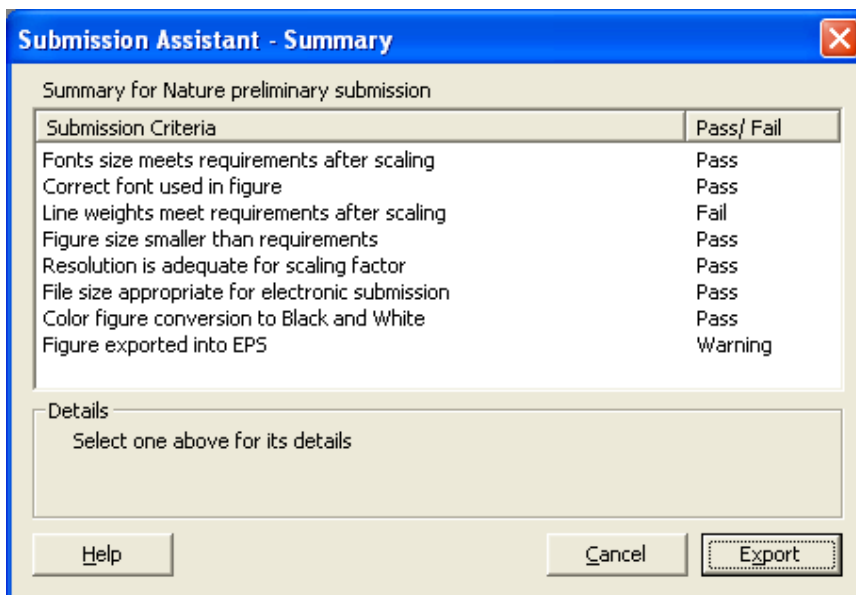 Submission Assistant - Summary
Summary for Nature preliminary submission
Submission Criteria Pass/ Fail
Fonts size meets requirements after scaling Pass
Correct font used in figure Pass
Line weights meet requirements after scaling Fail
Figure size smaller than requirements Pass
Resolution is adequate for scaling factor Pass
File size appropriate for electronic submission Pass
Color figure conversion to Black and White Pass
Figure exported into EPS Warning
Details
Select one above for its details
Help Cancel Export